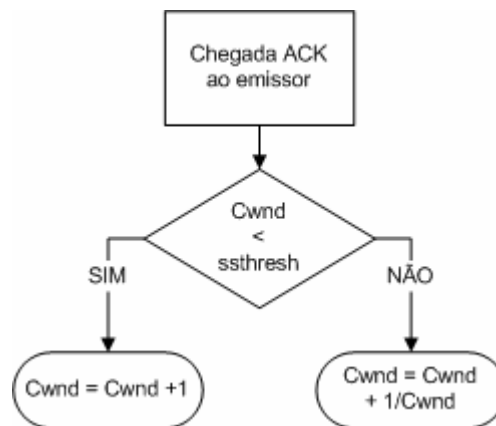 Chegada ACK
ao emissor
Cwnd
<
ssthresh
SIM
NÃO
Cwnd = Cwnd +1
Cwnd = Cwnd
+ 1/Cwnd